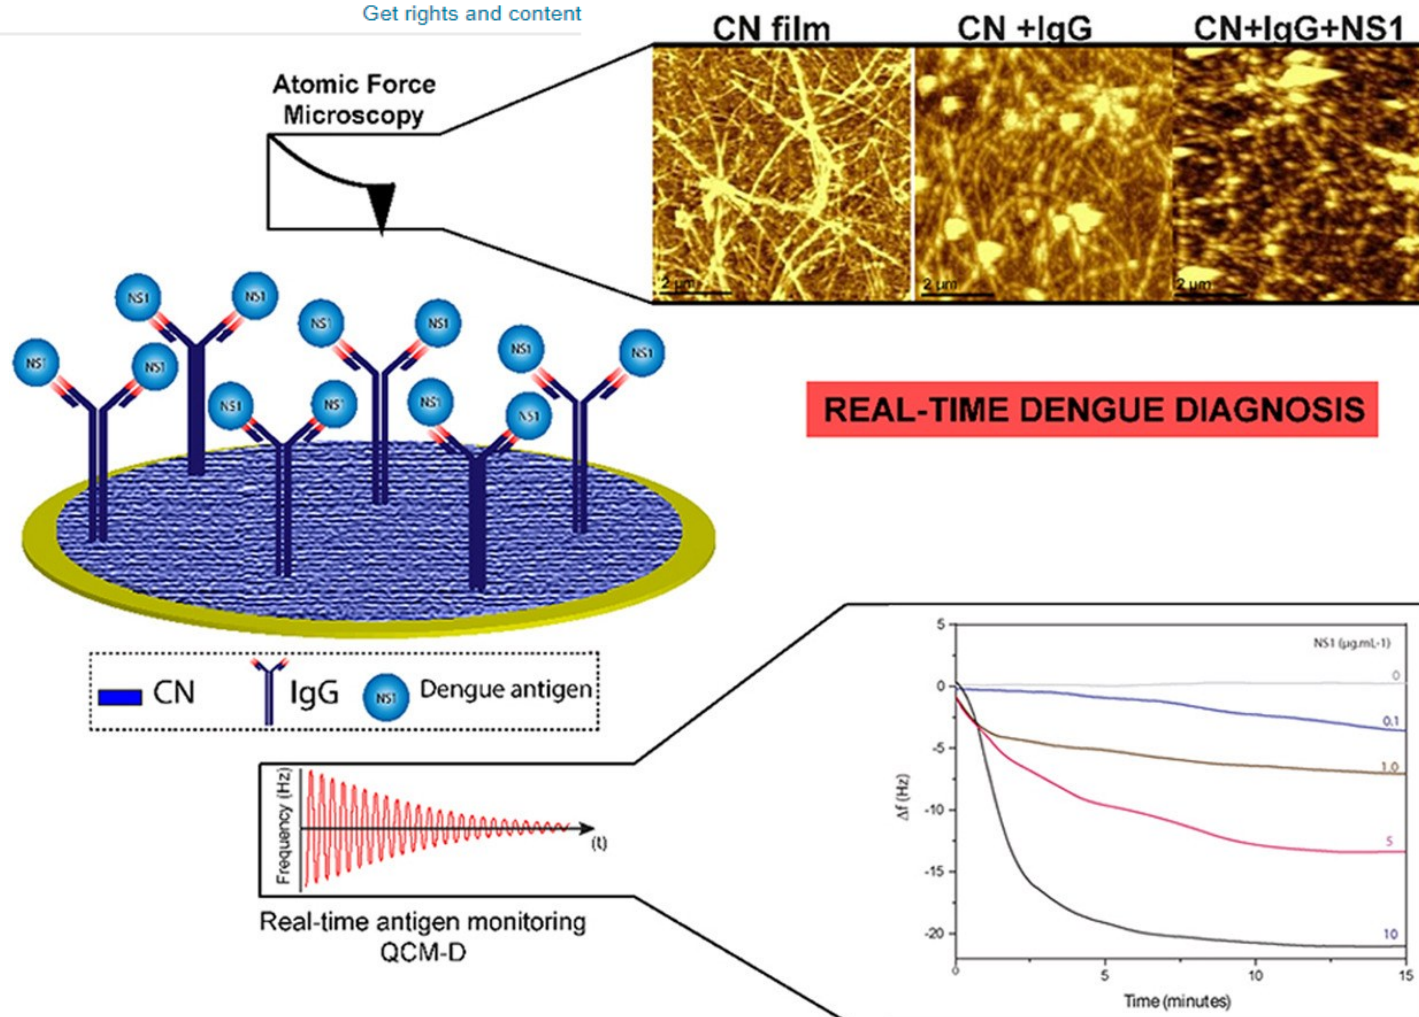 Get rights and content
CN film
CN +IgG
CN+IgG+NS1
Atomic Force
Microscopy
2 µm
2 µm
2 µm
NS1
NS1
NS1
NS1
NS1
NS1
NS1
NS1
NS1
NS1
NS1
NS1
REAL-TIME DENGUE DIAGNOSIS
CN
IgG
NS1
Dengue antigen
Frequency (Hz)
(t)
Real-time antigen monitoring
QCM-D
NS1 (µg.mL-1)
0
0.1
1.0
5
10
5
0
-5
-10
-15
-20
Δf (Hz)
0
5
10
15
Time (minutes)